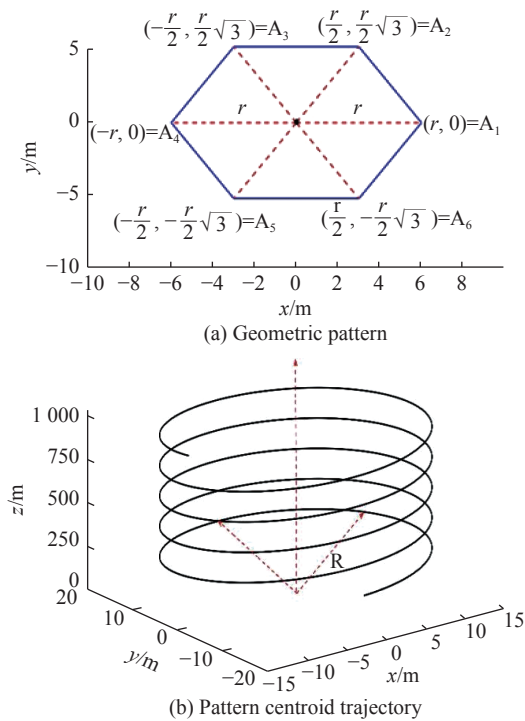 (−r/2, r/2√3)=A3 (r/2, r/2√3)=A2
5
r r
0
(−r, 0)=A4 (r, 0)=A1
y/m
−5
(−r/2, −r/2√3)=A5 (r/2, −r/2√3)=A6
−10
−10 −8 −6 −4 −2 0 2 4 6 8
x/m
(a) Geometric pattern
1 000
750
z/m
500
250
R
0
20
10
0
−10
−20
y/m
−15 −10 −5 0 5 10 15
x/m
(b) Pattern centroid trajectory